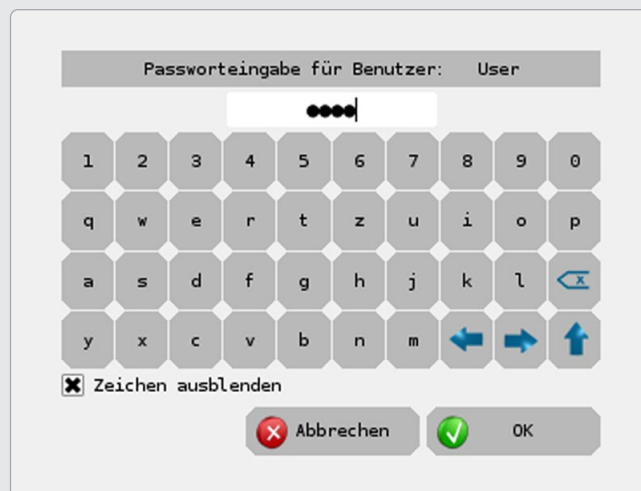 Passworteingabe für Benutzer: User
1 2 3 4 5 6 7 8 9 0
q w e r t z u i o p
a s d f g h j k l x
y x c v b n m
Zeichen ausblenden
Abbrechen OK